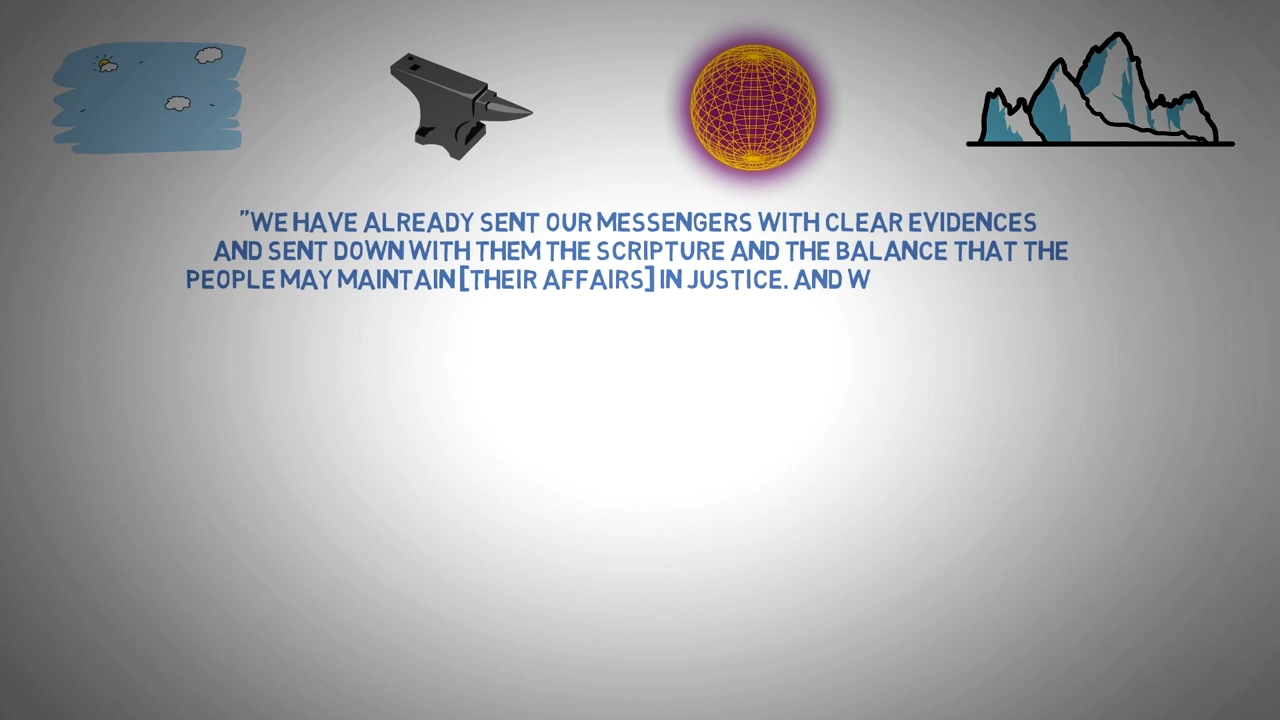 "WE HAVE ALREADY SENT OUR MESSENGERS WITH CLEAR EVIDENCES
AND SENT DOWN WITH THEM THE SCRIPTURE AND THE BALANCE THAT THE
PEOPLE MAY MAINTAIN [THEIR AFFAIRS] IN JUSTICE. AND W